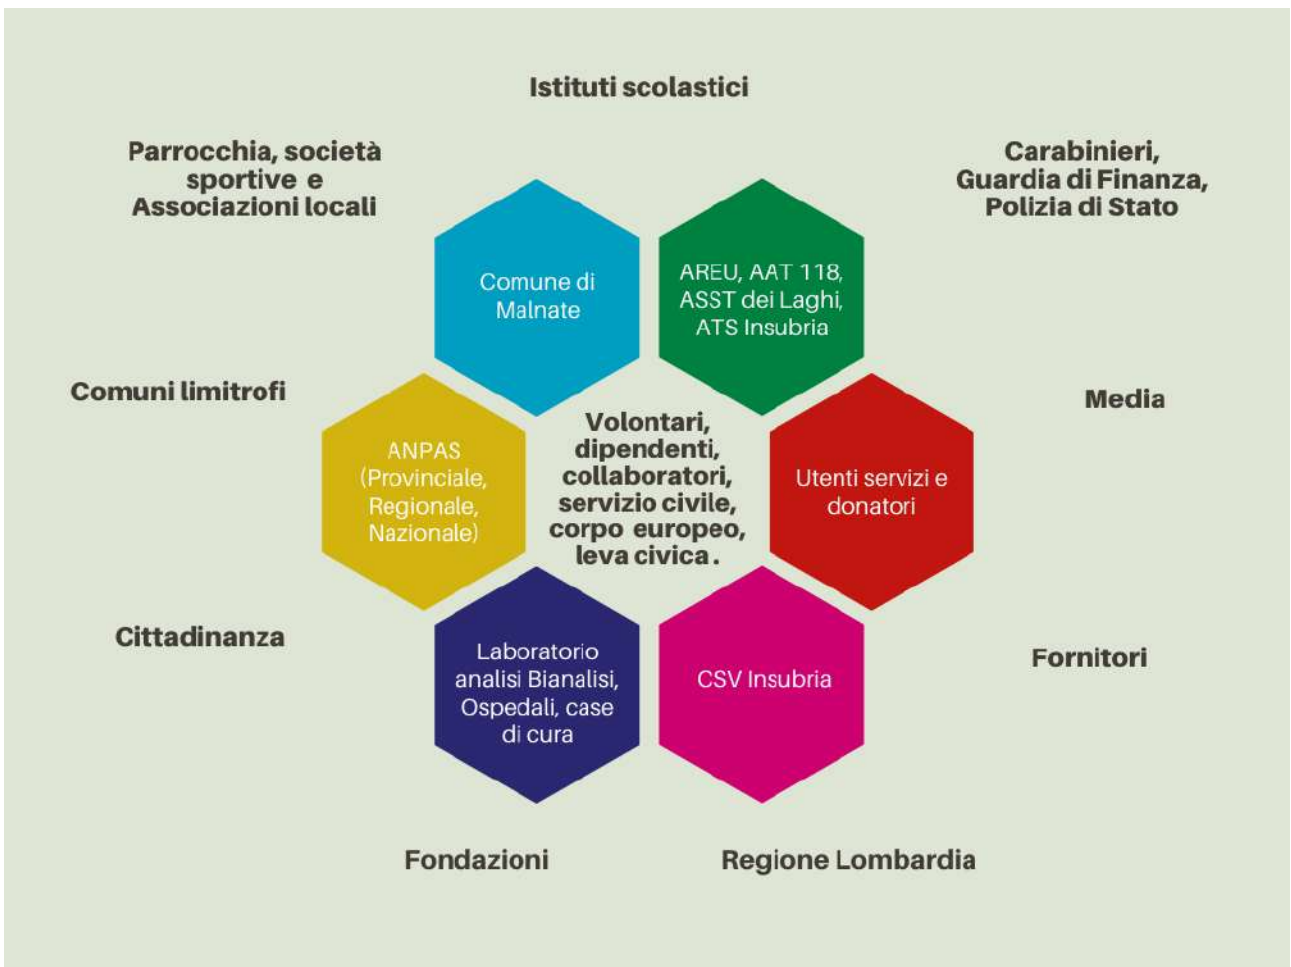 Istituti scolastici
Parrocchia, società
sportive e
Associazioni locali
Carabinieri,
Guardia di Finanza,
Polizia di Stato
Comune di
Malnate
AREU, AAT 118,
ASST dei Laghi,
ATS Insubria
Comuni limitrofi
Media
ANPAS
(Provinciale,
Regionale,
Nazionale)
Volontari,
dipendenti,
collaboratori,
servizio civile,
corpo europeo,
leva civica.
Utenti servizi e
donatori
Cittadinanza
Laboratorio
analisi Bianalisi,
Ospedali, case
di cura
CSV Insubria
Fornitori
Fondazioni
Regione Lombardia